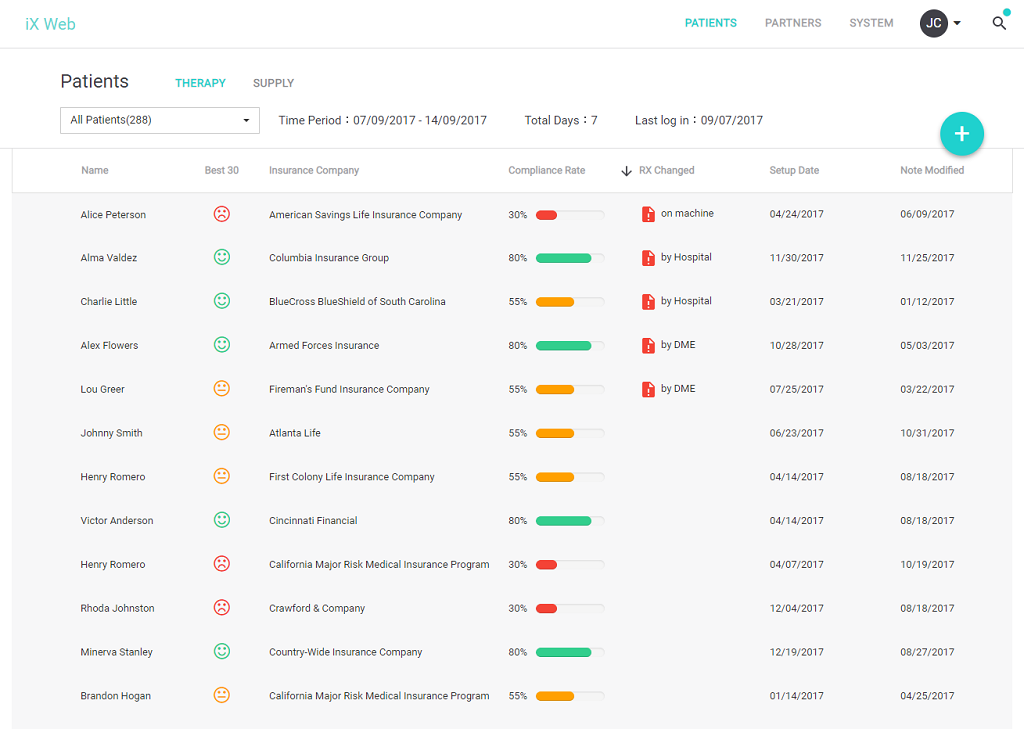 iX Web PATIENTS PARTNERS SYSTEM JC
Patients THERAPY SUPPLY
All Patients(288) Time Period：07/09/2017 - 14/09/2017 Total Days：7 Last log in：09/07/2017
+
Name Best 30 Insurance Company Compliance Rate RX Changed Setup Date Note Modified
Alice Peterson American Savings Life Insurance Company 30% on machine 04/24/2017 06/09/2017
Alma Valdez Columbia Insurance Group 80% by Hospital 11/30/2017 11/25/2017
Charlie Little BlueCross BlueShield of South Carolina 55% by Hospital 03/21/2017 01/12/2017
Alex Flowers Armed Forces Insurance 80% by DME 10/28/2017 05/03/2017
Lou Greer Fireman's Fund Insurance Company 55% by DME 07/25/2017 03/22/2017
Johnny Smith Atlanta Life 55% 06/23/2017 10/31/2017
Henry Romero First Colony Life Insurance Company 55% 04/14/2017 08/18/2017
Victor Anderson Cincinnati Financial 80% 04/14/2017 08/18/2017
Henry Romero California Major Risk Medical Insurance Program 30% 04/07/2017 10/19/2017
Rhoda Johnston Crawford & Company 30% 12/04/2017 08/18/2017
Minerva Stanley Country-Wide Insurance Company 80% 12/19/2017 08/27/2017
Brandon Hogan California Major Risk Medical Insurance Program 55% 01/14/2017 04/25/2017